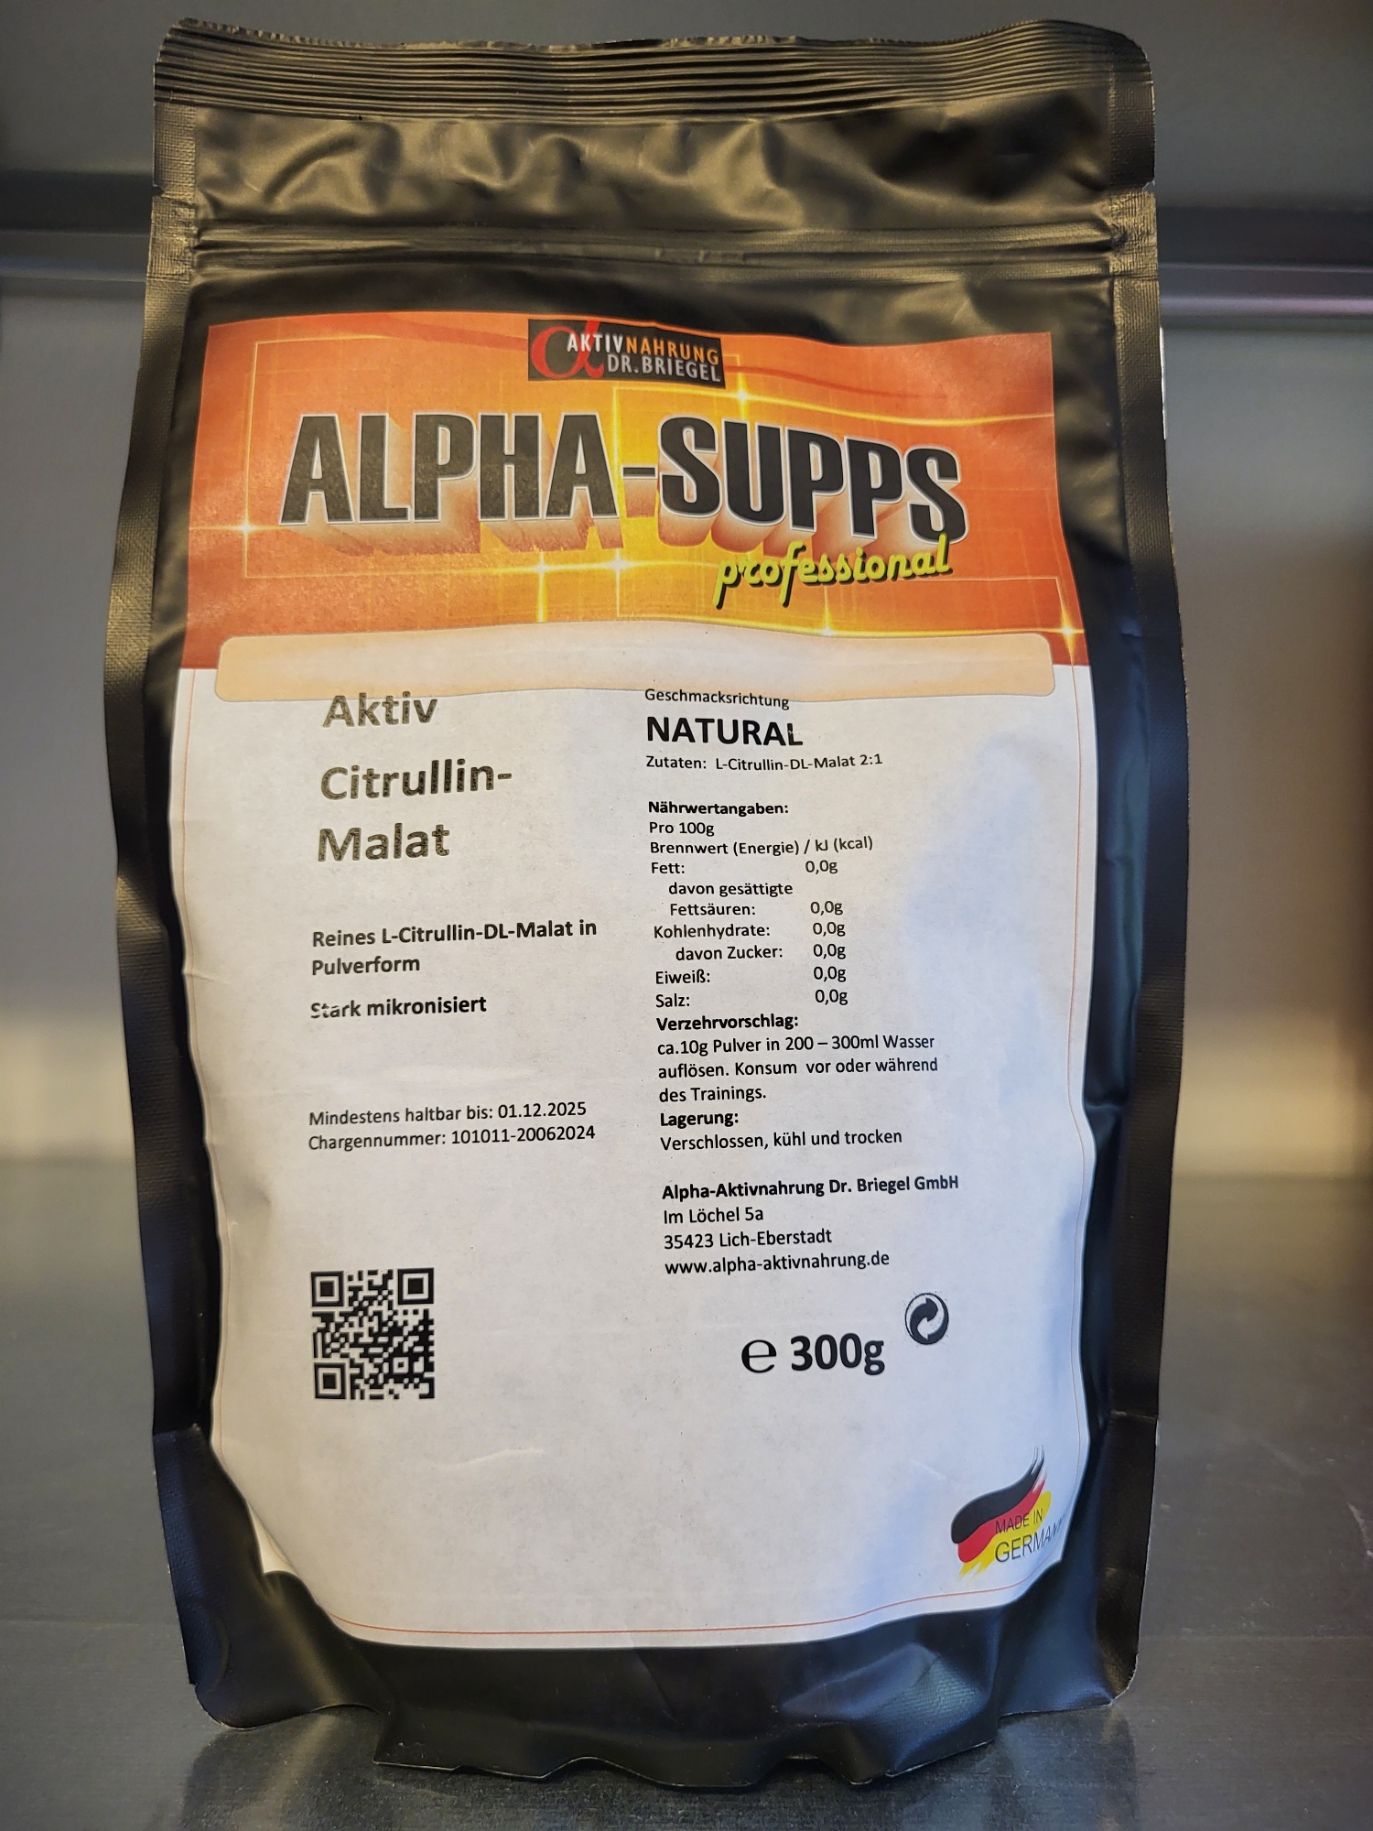 AKTIVNAHRUNG
DR. BRIEGEL
ALPHA-SUPPS
professional
Aktiv
Citrullin-
Malat
Reines L-Citrullin-DL-Malat in
Pulverform
Stark mikronisiert
Mindestens haltbar bis: 01.12.2025
Chargennummer: 101011-20062024
Geschmacksrichtung
NATURAL
Zutaten: L-Citrullin-DL-Malat 2:1
Nährwertangaben:
Pro 100g
Brennwert (Energie) / kJ (kcal)
Fett: 0,0g
davon gesättigte
Fettsäuren: 0,0g
Kohlenhydrate: 0,0g
davon Zucker: 0,0g
Eiweiß: 0,0g
Salz: 0,0g
Verzehrvorschlag:
ca.10g Pulver in 200 – 300ml Wasser
auflösen. Konsum vor oder während
des Trainings.
Lagerung:
Verschlossen, kühl und trocken
Alpha-Aktivnahrung Dr. Briegel GmbH
Im Löchel 5a
35423 Lich-Eberstadt
www.alpha-aktivnahrung.de
℮ 300g
MADE IN
GERMANY